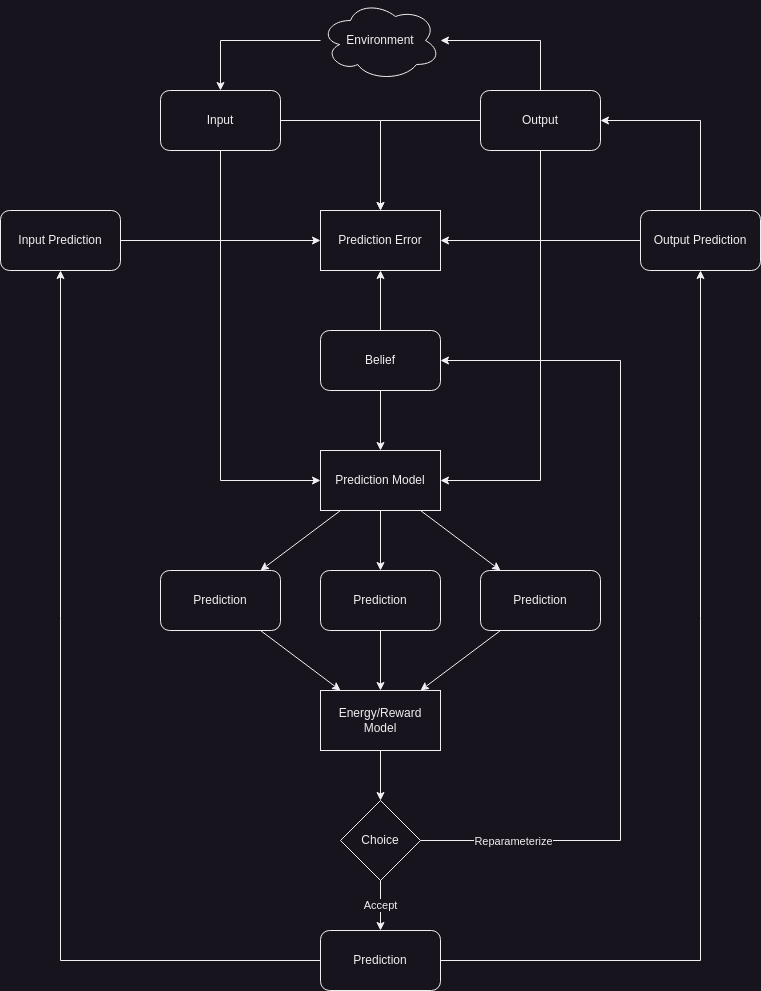 Environment
Input
Output
Input Prediction
Prediction Error
Output Prediction
Belief
Prediction Model
Prediction
Prediction
Prediction
Energy/Reward
Model
Choice
Reparameterize
Accept
Prediction